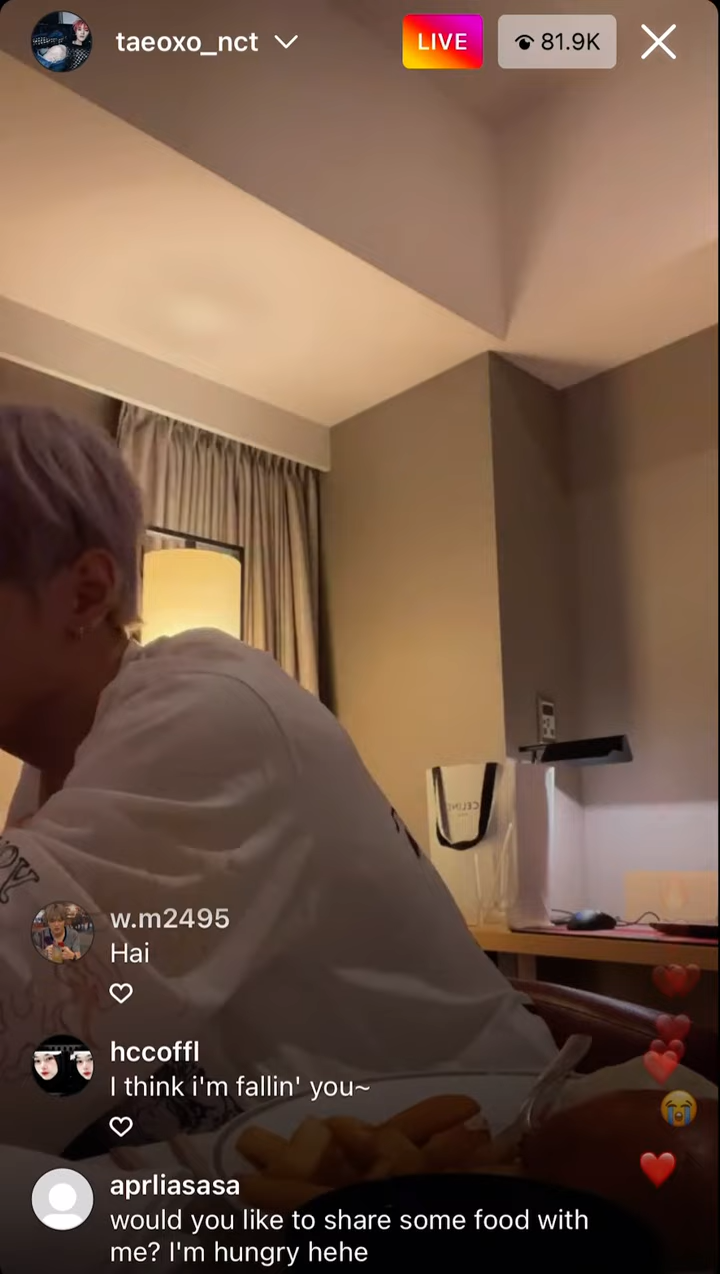 taeoxo_nct
LIVE
81.9K
CELINE
w.m2495
Hai
hccoffl
I think i'm fallin' you~
aprliasasa
would you like to share some food with
me? I'm hungry hehe